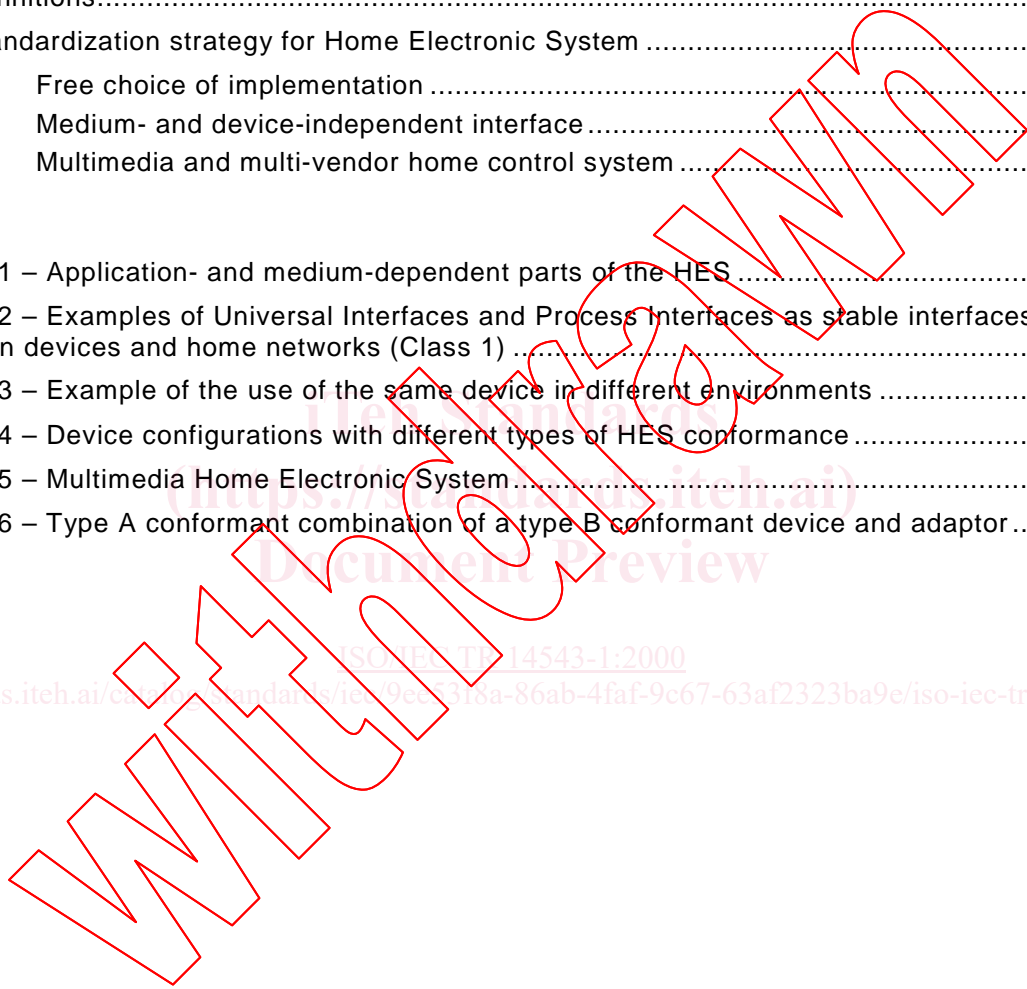 finitions
andardization strategy for Home Electronic System
Free choice of implementation
Medium- and device-independent interface
Multimedia and multi-vendor home control system
1 – Application- and medium-dependent parts of the HES
2 – Examples of Universal Interfaces and Process Interfaces as stable interfaces
n devices and home networks (Class 1)
3 – Example of the use of the same device in different environments
iTeh Standards
4 – Device configurations with different types of HES conformance
5 – Multimedia Home Electronic System
(https://standards.iteh.ai)
6 – Type A conformant combination of a type B conformant device and adaptor
Document Preview
ISO/IEC TR 14543-1:2000
s.iteh.ai/catalog/standards/iec/9ee53f8a-86ab-4faf-9c67-63af2323ba9e/iso-iec-tr
withdrawn